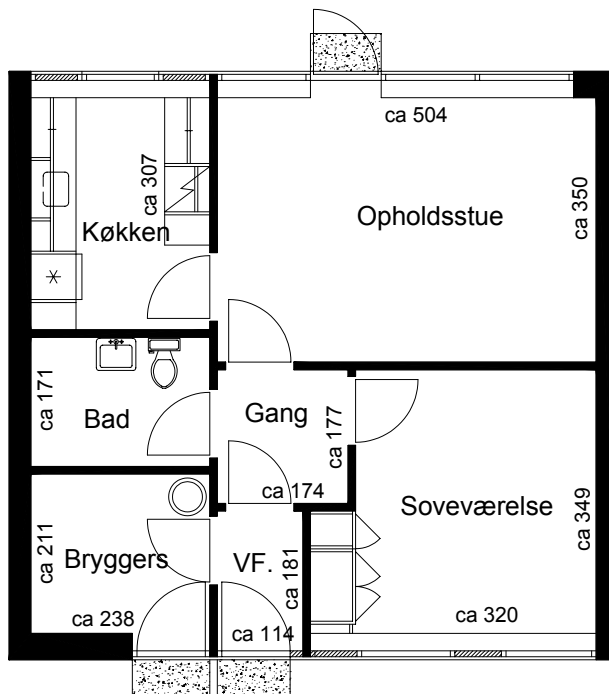 ca 504
ca 307
ca 350
Køkken
Opholdsstue
ca 171
Bad
Gang
ca 177
ca 174
Soveværelse
ca 349
ca 211
Bryggers
VF.
ca 181
ca 238
ca 114
ca 320